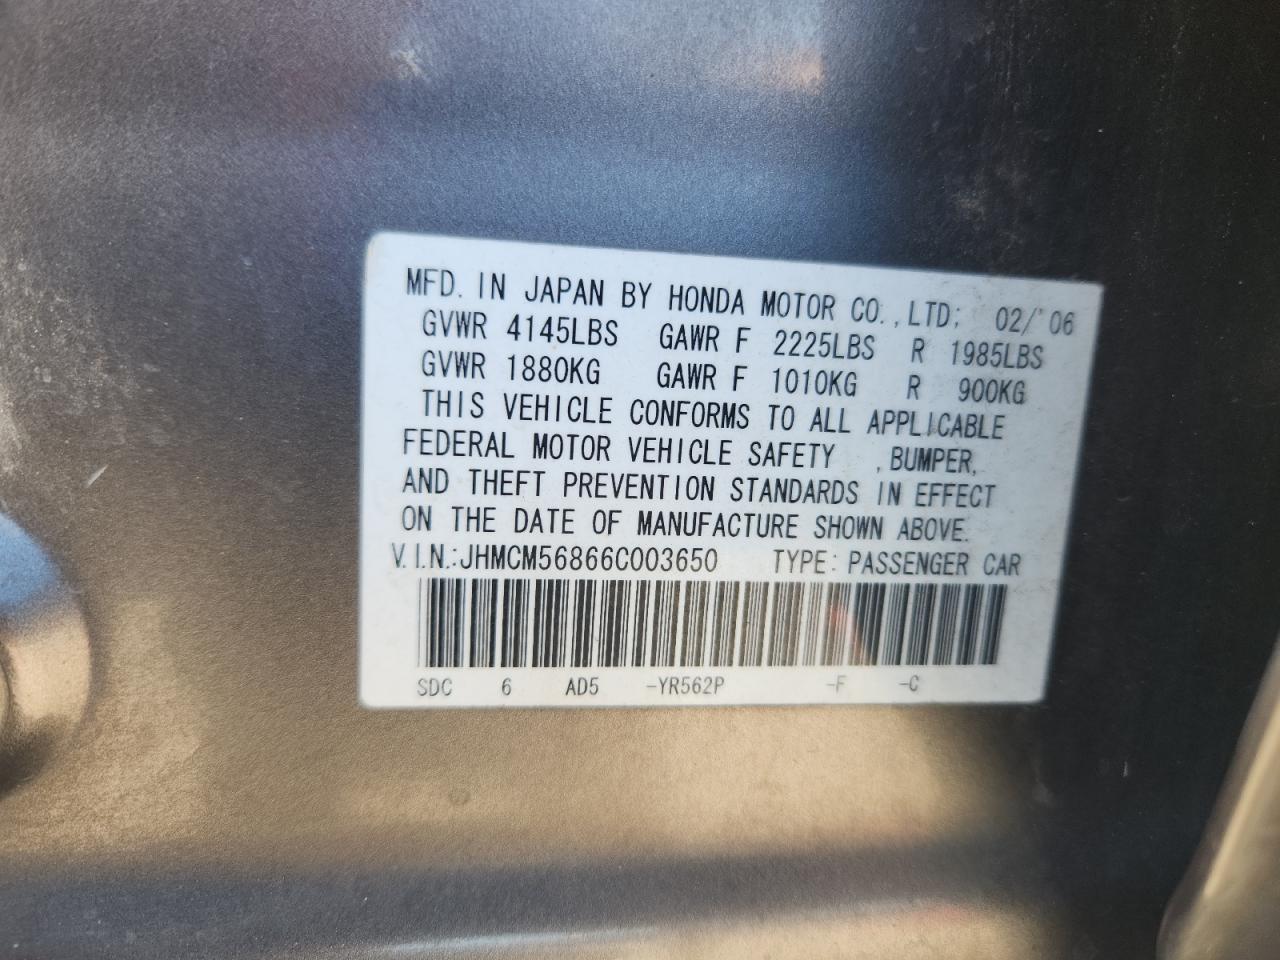 MFD. IN JAPAN BY HONDA MOTOR CO.,LTD; 02/'06
GVWR 4145LBS GAWR F 2225LBS R 1985LBS
GVWR 1880KG GAWR F 1010KG R 900KG
THIS VEHICLE CONFORMS TO ALL APPLICABLE
FEDERAL MOTOR VEHICLE SAFETY ,BUMPER,
AND THEFT PREVENTION STANDARDS IN EFFECT
ON THE DATE OF MANUFACTURE SHOWN ABOVE.
V.I.N.:JHMCM56866C003650 TYPE: PASSENGER CAR
SDC 6 AD5 -YR562P -F -C